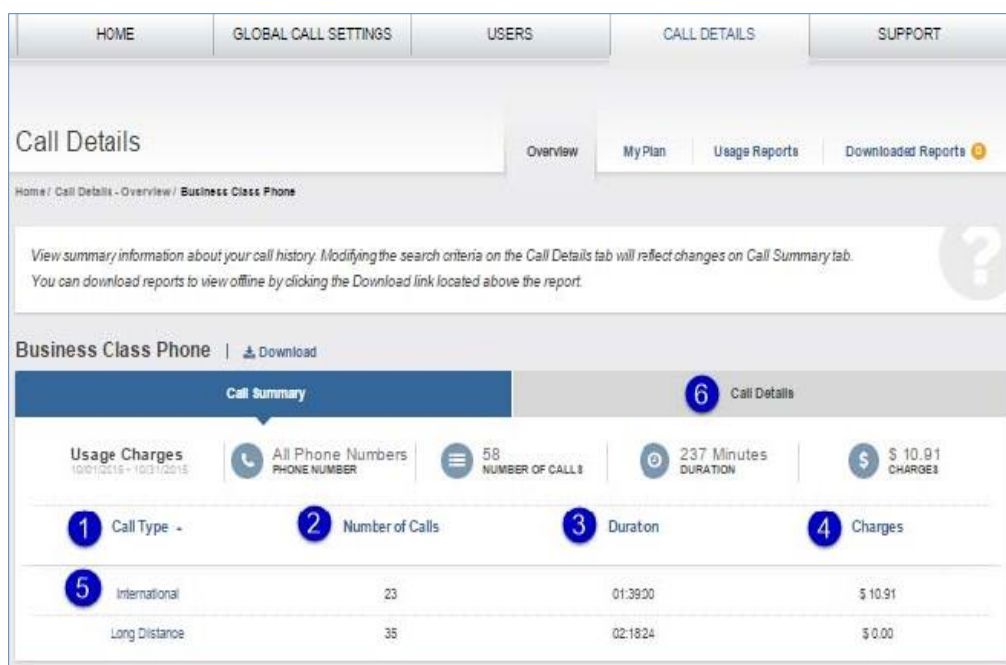 HOME GLOBAL CALL SETTINGS USERS CALL DETAILS SUPPORT
Call Details
Overview My Plan Usage Reports Downloaded Reports
Home / Call Details - Overview / Business Class Phone
View summary information about your call history. Modifying the search criteria on the Call Details tab will reflect changes on Call Summary tab.
You can download reports to view offline by clicking the Download link located above the report.
?
Business Class Phone | Download
Call Summary 6 Call Details
Usage Charges All Phone Numbers 58 237 Minutes $ $ 10.91
10/01/2015 - 10/31/2015 PHONE NUMBER NUMBER OF CALLS DURATION CHARGES
1 Call Type 2 Number of Calls 3 Duraton 4 Charges
5 International 23 01:39:00 $ 10.91
Long Distance 35 02:18:24 $ 0.00